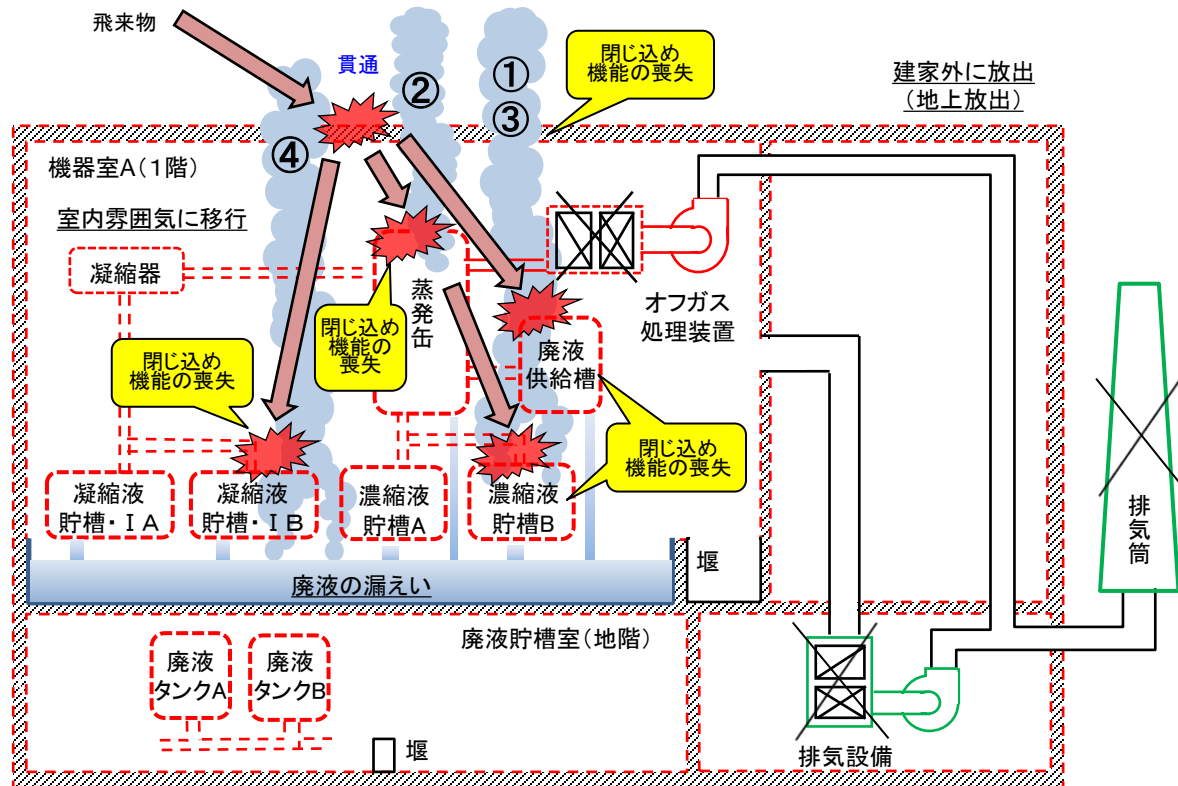 飛来物
貫通
②
①
③
④
閉じ込め
機能の喪失
建家外に放出
(地上放出)
機器室A(1階)
室内雰囲気に移行
凝縮器
蒸発缶
閉じ込め
機能の
喪失
オフガス
処理装置
閉じ込め
機能の喪失
廃液
供給槽
閉じ込め
機能の喪失
凝縮液
貯槽・ⅠA
凝縮液
貯槽・ⅠB
濃縮液
貯槽A
濃縮液
貯槽B
排気筒
堰
廃液の漏えい
廃液貯槽室(地階)
廃液
タンクA
廃液
タンクB
堰
排気設備